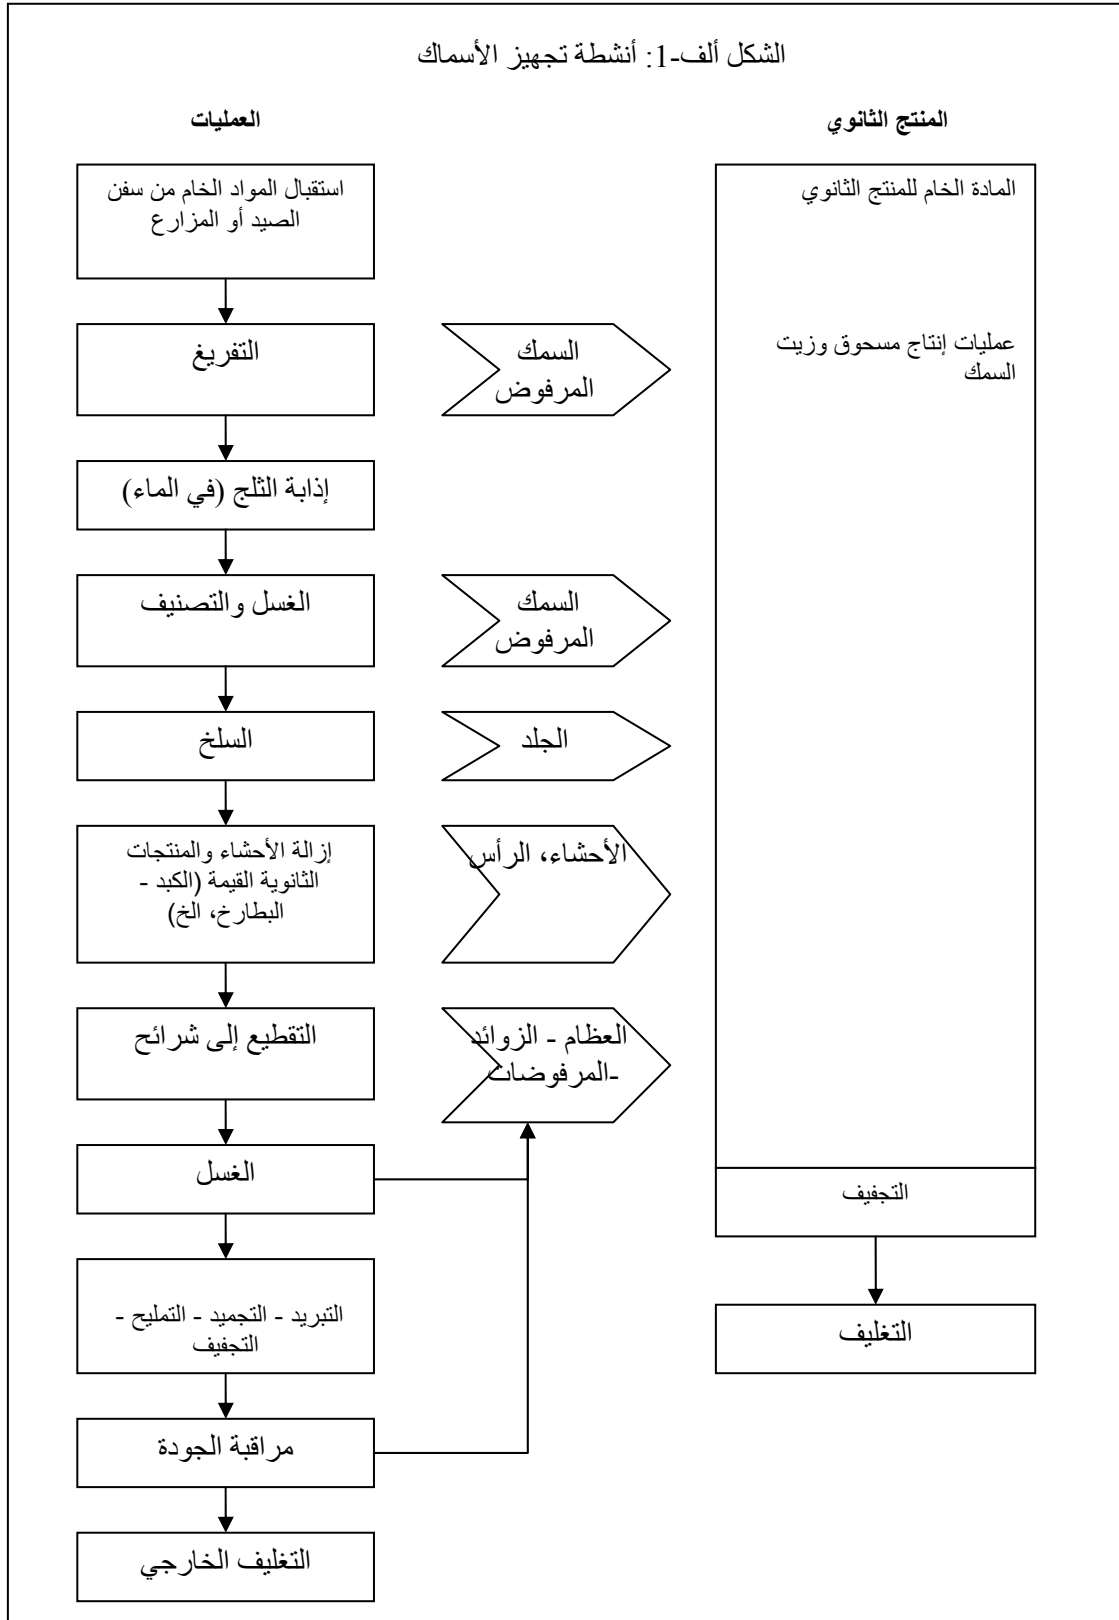 الشكل ألف-1: أنشطة تجهيز الأسماك
العمليات
المنتج الثانوي
استقبال المواد الخام من سفن
الصيد أو المزارع
المادة الخام للمنتج الثانوي
التفريغ
السمك
المرفوض
عمليات إنتاج مسحوق وزيت
السمك
إذابة الثلج (في الماء)
الغسل والتصنيف
السمك
المرفوض
السلخ
الجلد
إزالة الأحشاء والمنتجات
الثانوية القيمة (الكبد -
البطارخ، الخ)
الأحشاء، الرأس
التقطيع إلى شرائح
العظام - الزوائد
-المرفوضات
الغسل
التجفيف
التبريد - التجميد - التمليح -
التجفيف
التغليف
مراقبة الجودة
التغليف الخارجي